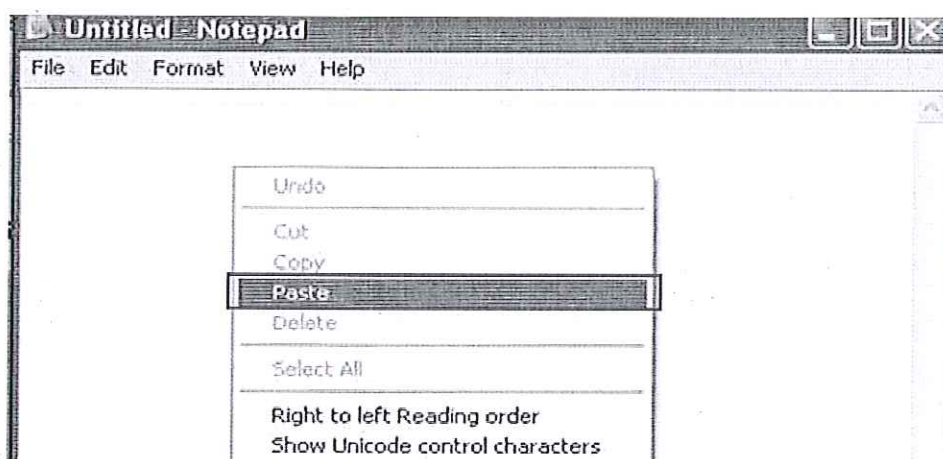 Untitled - Notepad
File Edit Format View Help
Undo
Cut
Copy
Paste
Delete
Select All
Right to left Reading order
Show Unicode control characters